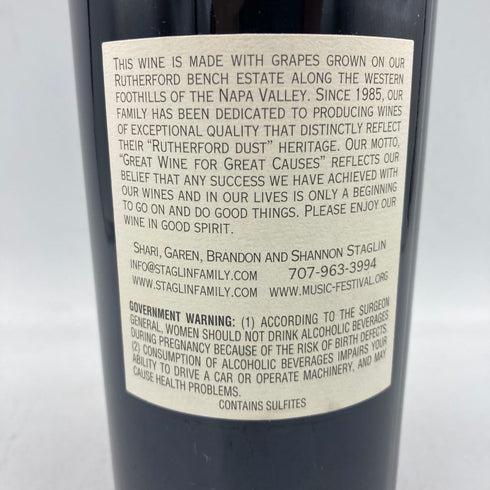 THIS WINE IS MADE WITH GRAPES GROWN ON OUR
RUTHERFORD BENCH ESTATE ALONG THE WESTERN
FOOTHILLS OF THE NAPA VALLEY. SINCE 1985, OUR
FAMILY HAS BEEN DEDICATED TO PRODUCING WINES
OF EXCEPTIONAL QUALITY THAT DISTINCTLY REFLECT
THEIR “RUTHERFORD DUST” HERITAGE. OUR MOTTO,
“GREAT WINE FOR GREAT CAUSES” REFLECTS OUR
BELIEF THAT ANY SUCCESS WE HAVE ACHIEVED WITH
OUR WINES AND IN OUR LIVES IS ONLY A BEGINNING
TO GO ON AND DO GOOD THINGS. PLEASE ENJOY OUR
WINE IN GOOD SPIRIT.
SHARI, GAREN, BRANDON AND SHANNON STAGLIN
INFO@STAGLINFAMILY.COM 707-963-3994
WWW.STAGLINFAMILY.COM WWW.MUSIC-FESTIVAL.ORG
GOVERNMENT WARNING: (1) ACCORDING TO THE SURGEON
GENERAL, WOMEN SHOULD NOT DRINK ALCOHOLIC BEVERAGES
DURING PREGNANCY BECAUSE OF THE RISK OF BIRTH DEFECTS.
(2) CONSUMPTION OF ALCOHOLIC BEVERAGES IMPAIRS YOUR
ABILITY TO DRIVE A CAR OR OPERATE MACHINERY, AND MAY
CAUSE HEALTH PROBLEMS.
CONTAINS SULFITES